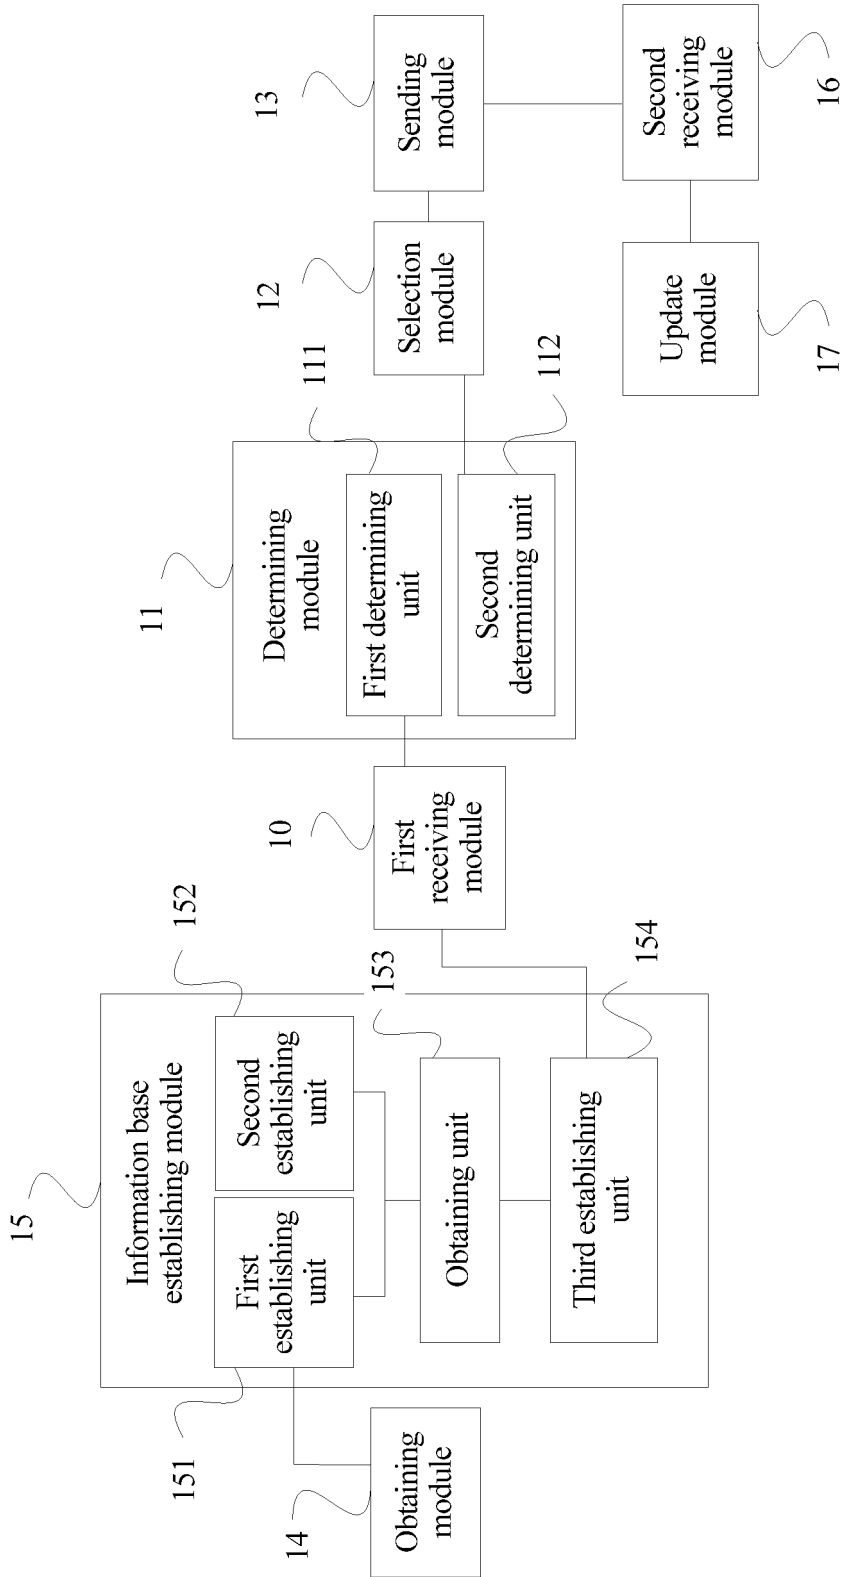 14
Obtaining
module
15
Information base
establishing module
151
First
establishing
unit
152
Second
establishing
unit
153
Obtaining unit
154
Third establishing
unit
10
First
receiving
module
11
Determining
module
111
First determining
unit
112
Second
determining unit
12
Selection
module
13
Sending
module
17
Update
module
16
Second
receiving
module